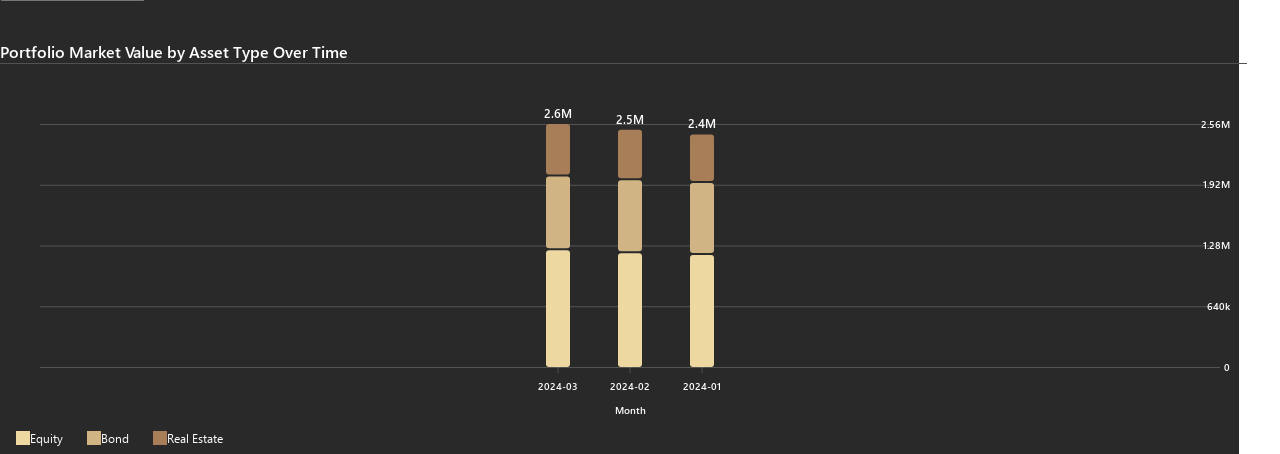 Portfolio Market Value by Asset Type Over Time
2.6M
2.5M
2.4M
2.56M
1.92M
1.28M
640k
0
2024-03
2024-02
2024-01
Month
Equity
Bond
Real Estate